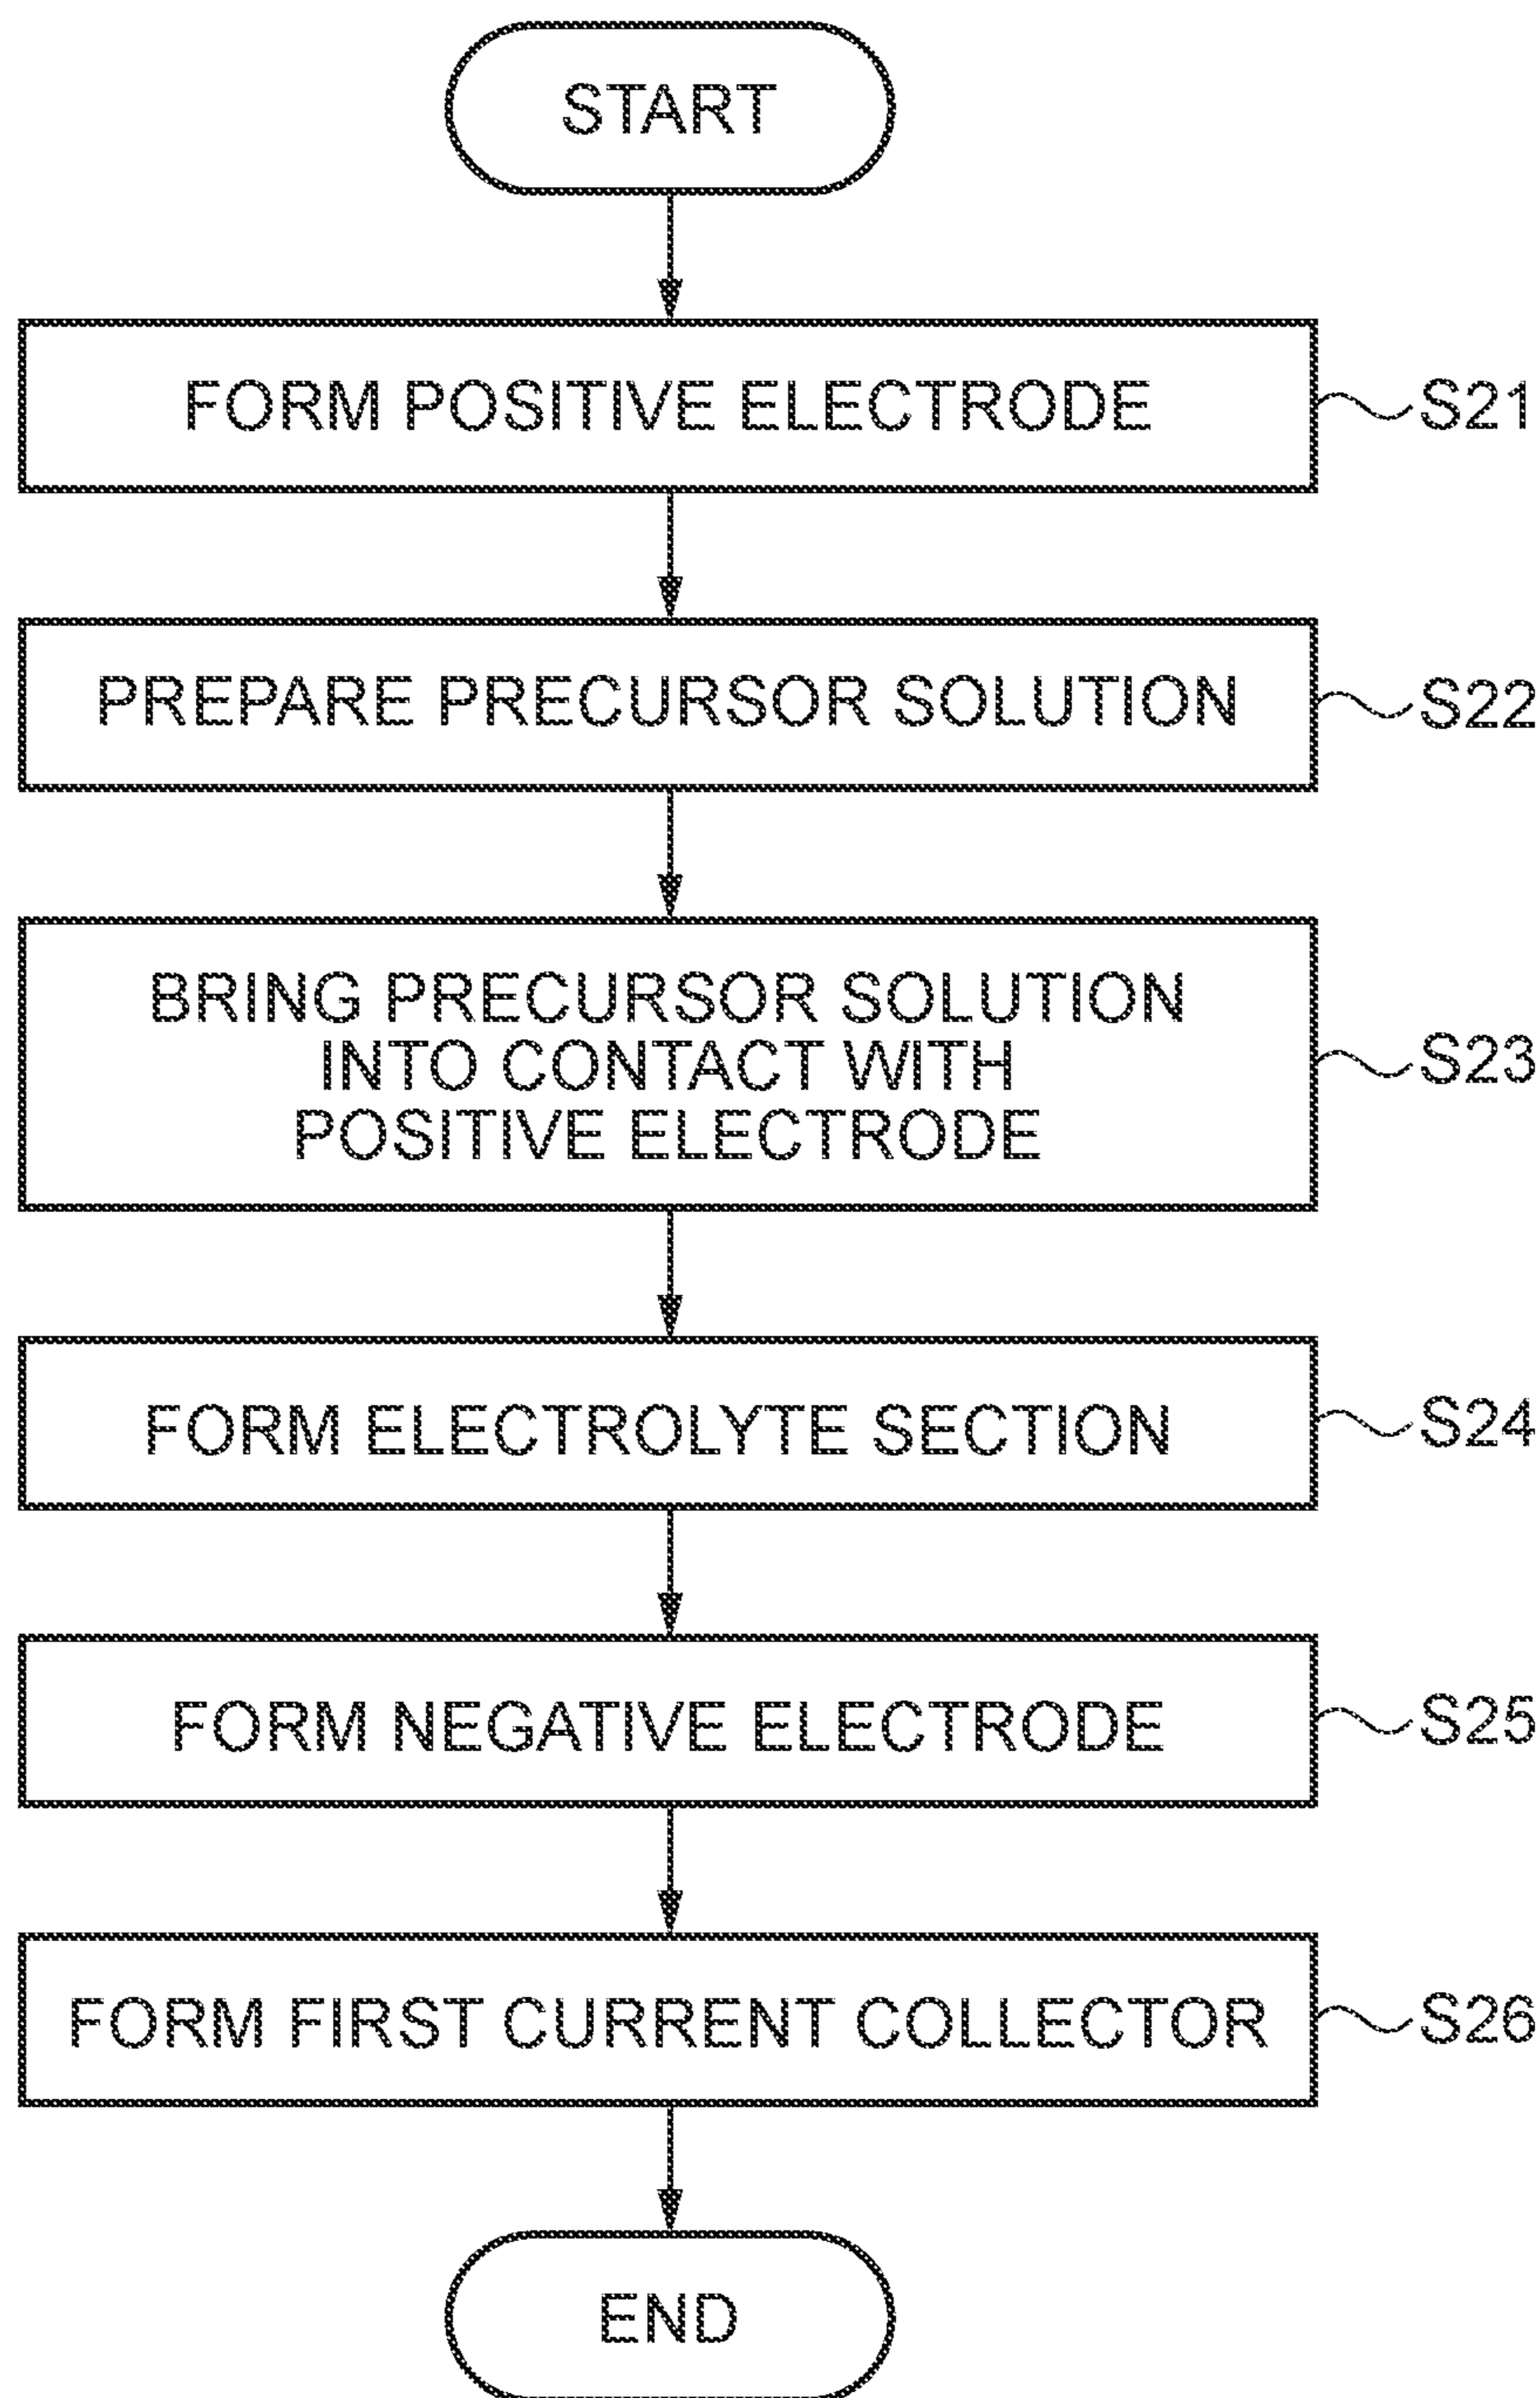 START
FORM POSITIVE ELECTRODE
S21
PREPARE PRECURSOR SOLUTION
S22
BRING PRECURSOR SOLUTION
INTO CONTACT WITH
POSITIVE ELECTRODE
S23
FORM ELECTROLYTE SECTION
S24
FORM NEGATIVE ELECTRODE
S25
FORM FIRST CURRENT COLLECTOR
S26
END